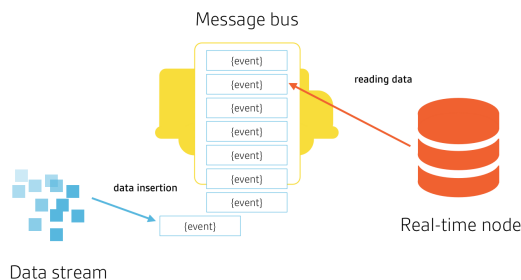 Message bus
{event}
{event}
{event}
{event}
{event}
{event}
{event}
{event}
reading data
data insertion
Real-time node
Data stream